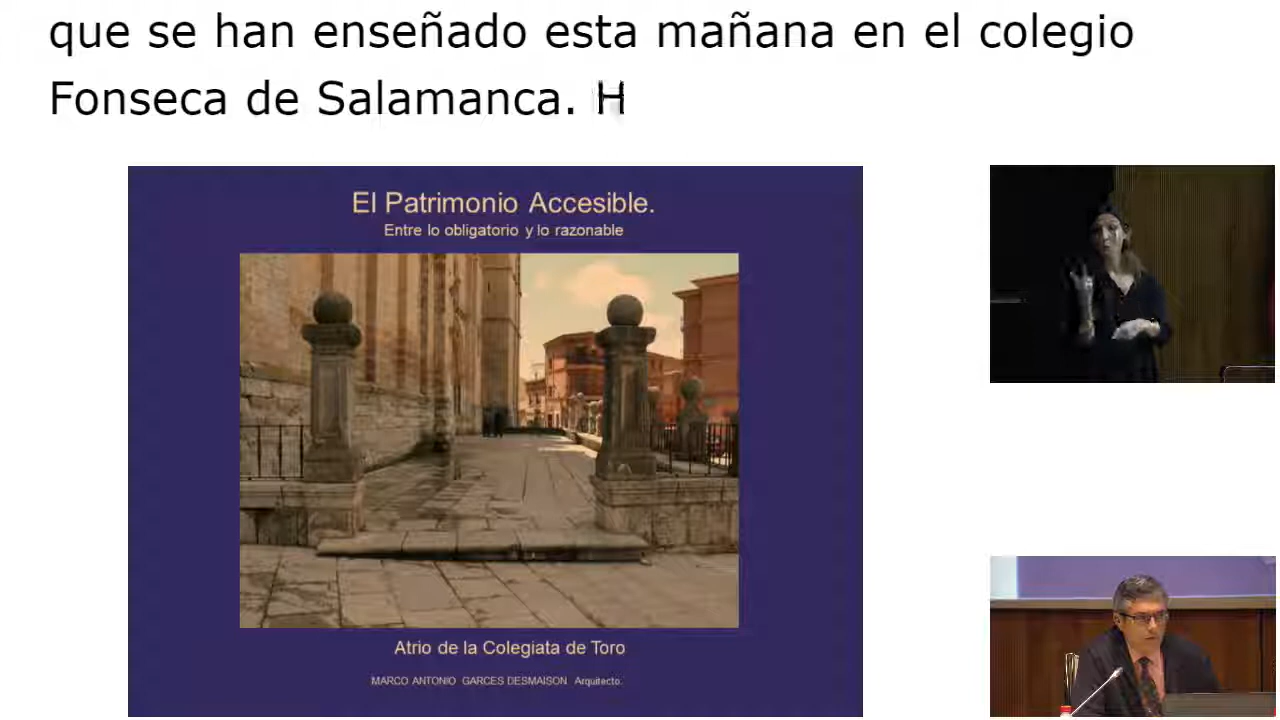 que se han enseñado esta mañana en el colegio
Fonseca de Salamanca. H
El Patrimonio Accesible.
Entre lo obligatorio y lo razonable
Atrio de la Colegiata de Toro
MARCO ANTONIO GARCES DESMAISON. Arquitecto.